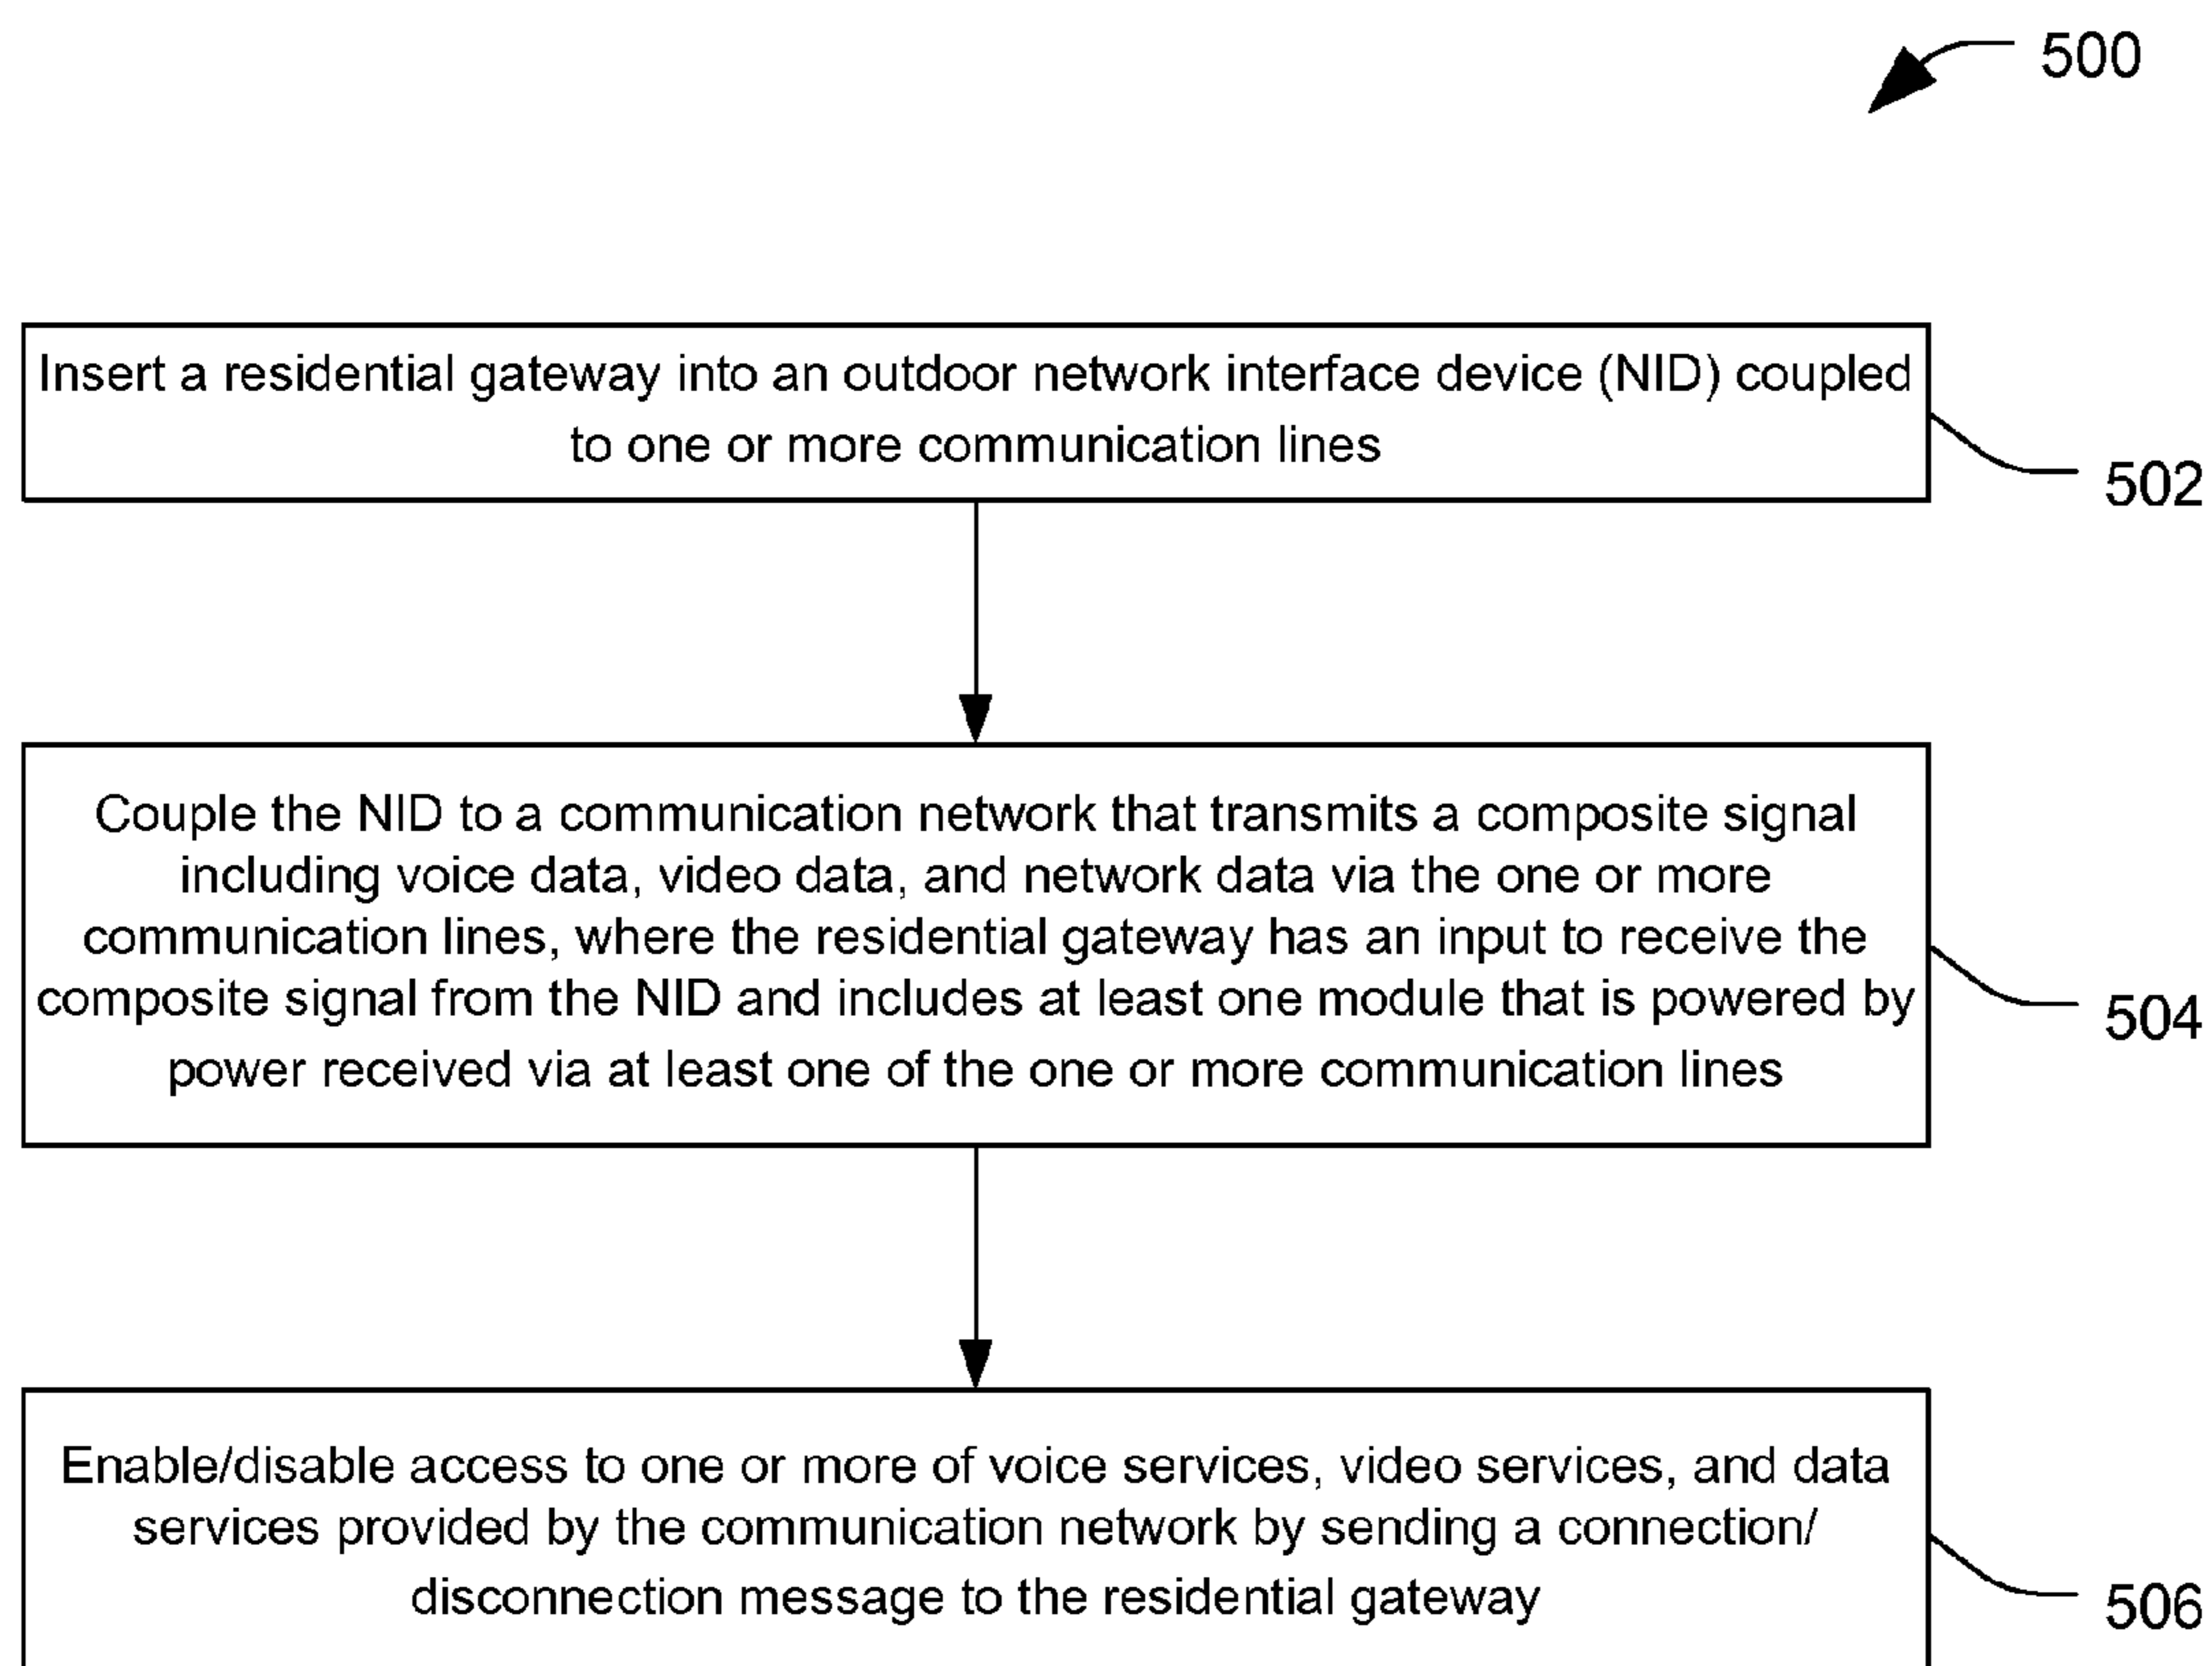 500
Insert a residential gateway into an outdoor network interface device (NID) coupled
to one or more communication lines
502
Couple the NID to a communication network that transmits a composite signal
including voice data, video data, and network data via the one or more
communication lines, where the residential gateway has an input to receive the
composite signal from the NID and includes at least one module that is powered by
power received via at least one of the one or more communication lines
504
Enable/disable access to one or more of voice services, video services, and data
services provided by the communication network by sending a connection/
disconnection message to the residential gateway
506